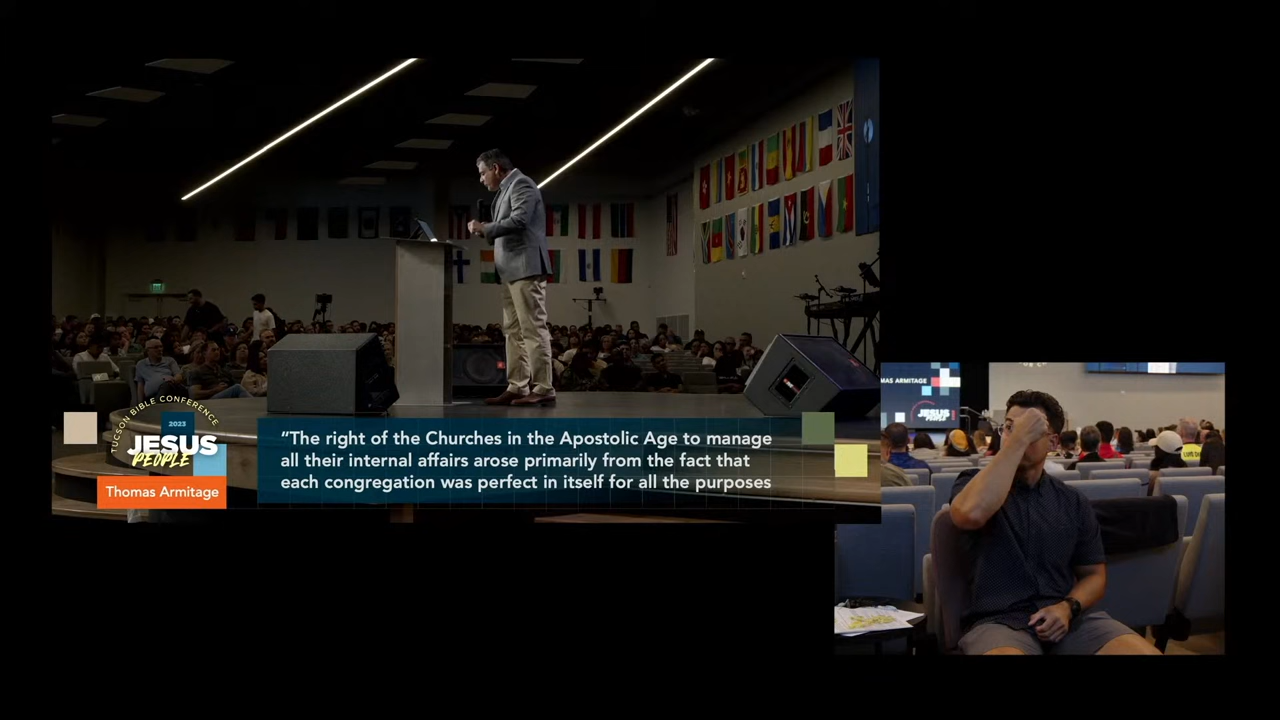 TUCSON BIBLE CONFERENCE
2023
JESUS
PEOPLE
Thomas Armitage
“The right of the Churches in the Apostolic Age to manage
all their internal affairs arose primarily from the fact that
each congregation was perfect in itself for all the purposes
MAS ARMITAGE
JESUS
PEOPLE